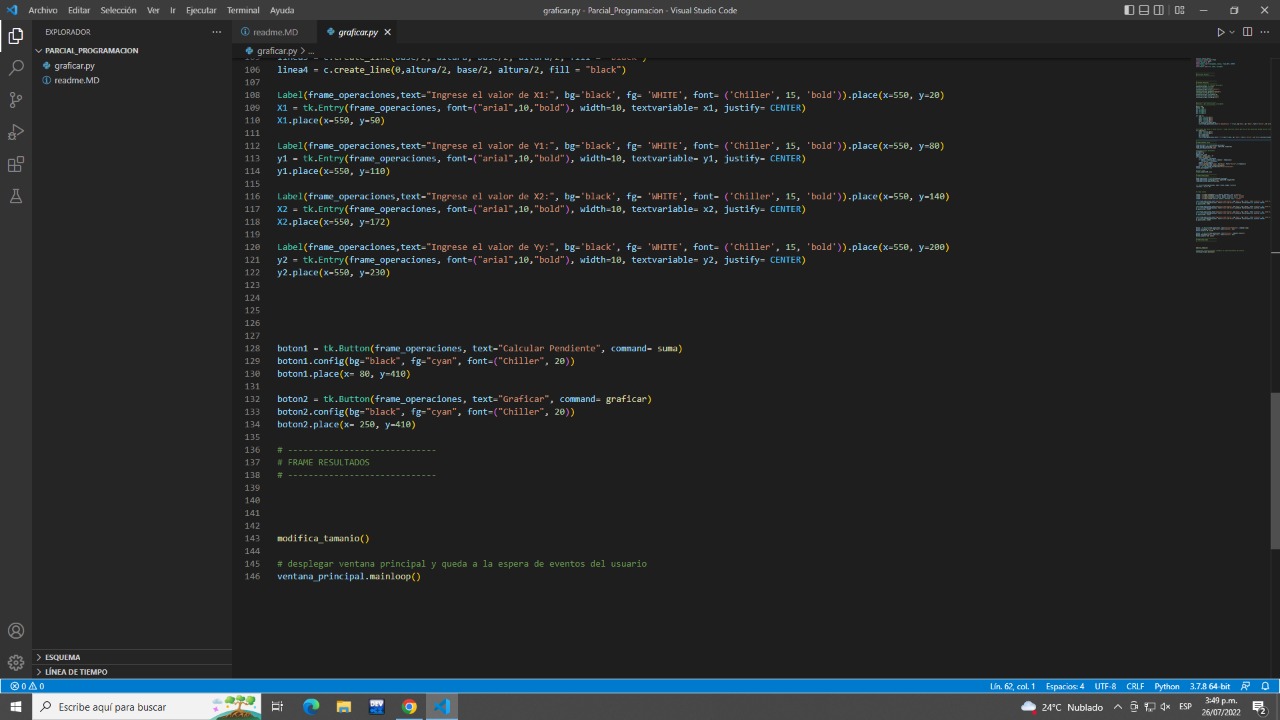 Archivo Editar Selección Ver Ir Ejecutar Terminal Ayuda
graficar.py - Parcial_Programacion - Visual Studio Code
EXPLORADOR
PARCIAL_PROGRAMACION
graficar.py
readme.MD
ESQUEMA
LÍNEA DE TIEMPO
readme.MD graficar.py
graficar.py > ...
106 linea4 = c.create_line(0,altura/2, base/2, altura/2, fill = "black")
107
108 Label(frame_operaciones,text="Ingrese el valor de X1:", bg='black', fg= 'WHITE', font= ('Chiller', 15, 'bold')).place(x=550, y=20)
109 X1 = tk.Entry(frame_operaciones, font=("arial",10,"bold"), width=10, textvariable= x1, justify= CENTER)
110 X1.place(x=550, y=50)
111
112 Label(frame_operaciones,text="Ingrese el valor de Y1:", bg='black', fg= 'WHITE', font= ('Chiller', 15, 'bold')).place(x=550, y=80)
113 y1 = tk.Entry(frame_operaciones, font=("arial",10,"bold"), width=10, textvariable= y1, justify= CENTER)
114 y1.place(x=550, y=110)
115
116 Label(frame_operaciones,text="Ingrese el valor de X2:", bg='black', fg= 'WHITE', font= ('Chiller', 15, 'bold')).place(x=550, y=140)
117 X2 = tk.Entry(frame_operaciones, font=("arial",10,"bold"), width=10, textvariable= x2, justify= CENTER)
118 X2.place(x=550, y=172)
119
120 Label(frame_operaciones,text="Ingrese el valor de Yy:", bg='black', fg= 'WHITE', font= ('Chiller', 15, 'bold')).place(x=550, y=200)
121 y2 = tk.Entry(frame_operaciones, font=("arial",10,"bold"), width=10, textvariable= y2, justify= CENTER)
122 y2.place(x=550, y=230)
123
124
125
126
127
128 boton1 = tk.Button(frame_operaciones, text="Calcular Pendiente", command= suma)
129 boton1.config(bg="black", fg="cyan", font=("Chiller", 20))
130 boton1.place(x= 80, y=410)
131
132 boton2 = tk.Button(frame_operaciones, text="Graficar", command= graficar)
133 boton2.config(bg="black", fg="cyan", font=("Chiller", 20))
134 boton2.place(x= 250, y=410)
135
136 # -----------------------------
137 # FRAME RESULTADOS
138 # -----------------------------
139
140
141
142
143 modifica_tamanio()
144
145 # desplegar ventana principal y queda a la espera de eventos del usuario
146 ventana_principal.mainloop()
0 0
Lín. 62, col. 1 Espacios: 4 UTF-8 CRLF Python 3.7.8 64-bit
Escribe aquí para buscar
DEV
24°C Nublado
ESP
3:49 p.m.
26/07/2022
2